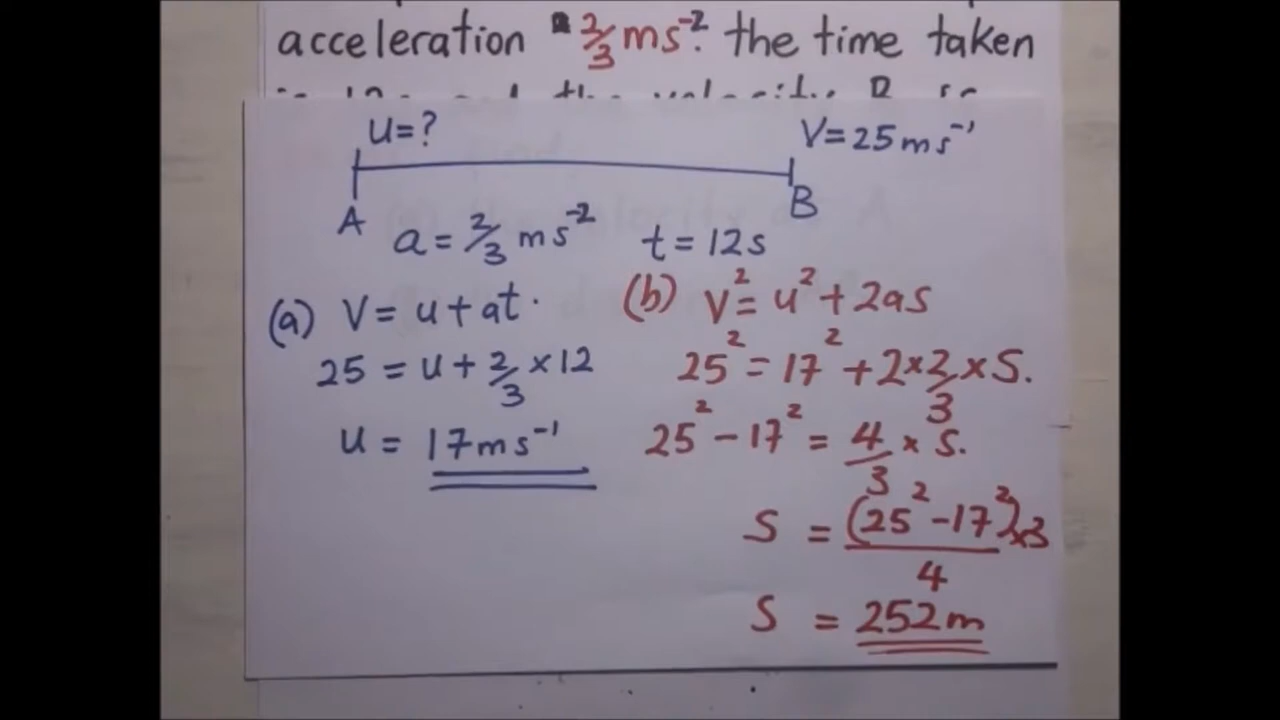 acceleration 2/3 ms⁻². the time taken
U=?
V=25ms⁻¹
A
B
a = 2/3 ms⁻² t = 12s
(a) V = u + at.
25 = u + 2/3 × 12
u = 17ms⁻¹
(b) V² = u² + 2as
25² = 17² + 2×2/3 × S.
25² − 17² = 4/3 × S.
S = (25² − 17²)×3/4
S = 252m